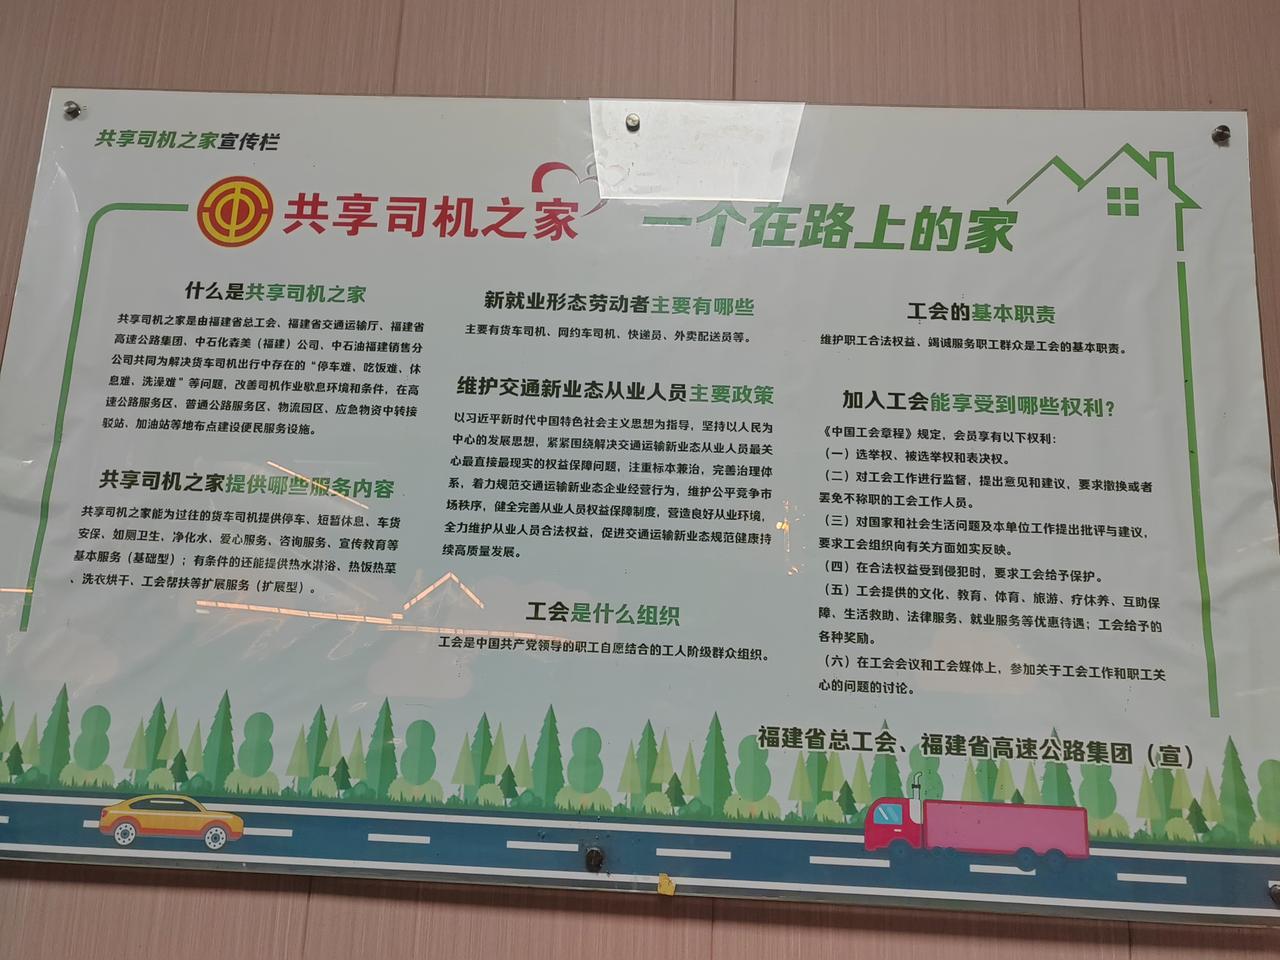 共享司机之家宣传栏
共享司机之家
一个在路上的家
什么是共享司机之家
共享司机之家是由福建省总工会、福建省交通运输厅、福建省
高速公路集团、中石化森美（福建）公司、中石油福建销售分
公司共同为解决货车司机出行中存在的“停车难、吃饭难、休
息难、洗澡难”等问题，改善司机作业歇息环境和条件，在高
速公路服务区、普通公路服务区、物流园区、应急物资中转接
驳站、加油站等地布点建设便民服务设施。
共享司机之家提供哪些服务内容
共享司机之家能为过往的货车司机提供停车、短暂休息、车货
安保、如厕卫生、净化水、爱心服务、咨询服务、宣传教育等
基本服务（基础型）；有条件的还能提供热水淋浴、热饭热菜
、洗衣烘干、工会帮扶等扩展服务（扩展型）。
新就业形态劳动者主要有哪些
主要有货车司机、网约车司机、快递员、外卖配送员等。
维护交通新业态从业人员主要政策
以习近平新时代中国特色社会主义思想为指导，坚持以人民为
中心的发展思想，紧紧围绕解决交通运输新业态从业人员最关
心最直接最现实的权益保障问题，注重标本兼治，完善治理体
系，着力规范交通运输新业态企业经营行为，维护公平竞争市
场秩序，健全完善从业人员权益保障制度，营造良好从业环境，
全力维护从业人员合法权益，促进交通运输新业态规范健康持
续高质量发展。
工会是什么组织
工会是中国共产党领导的职工自愿结合的工人阶级群众组织。
工会的基本职责
维护职工合法权益、竭诚服务职工群众是工会的基本职责。
加入工会能享受到哪些权利？
《中国工会章程》规定，会员享有以下权利：
（一）选举权、被选举权和表决权。
（二）对工会工作进行监督，提出意见和建议，要求撤换或者
罢免不称职的工会工作人员。
（三）对国家和社会生活问题及本单位工作提出批评与建议，
要求工会组织向有关方面如实反映。
（四）在合法权益受到侵犯时，要求工会给予保护。
（五）工会提供的文化、教育、体育、旅游、疗休养、互助保
障、生活救助、法律服务、就业服务等优惠待遇；工会给予的
各种奖励。
（六）在工会会议和工会媒体上，参加关于工会工作和职工关
心的问题的讨论。
福建省总工会、福建省高速公路集团（宣）